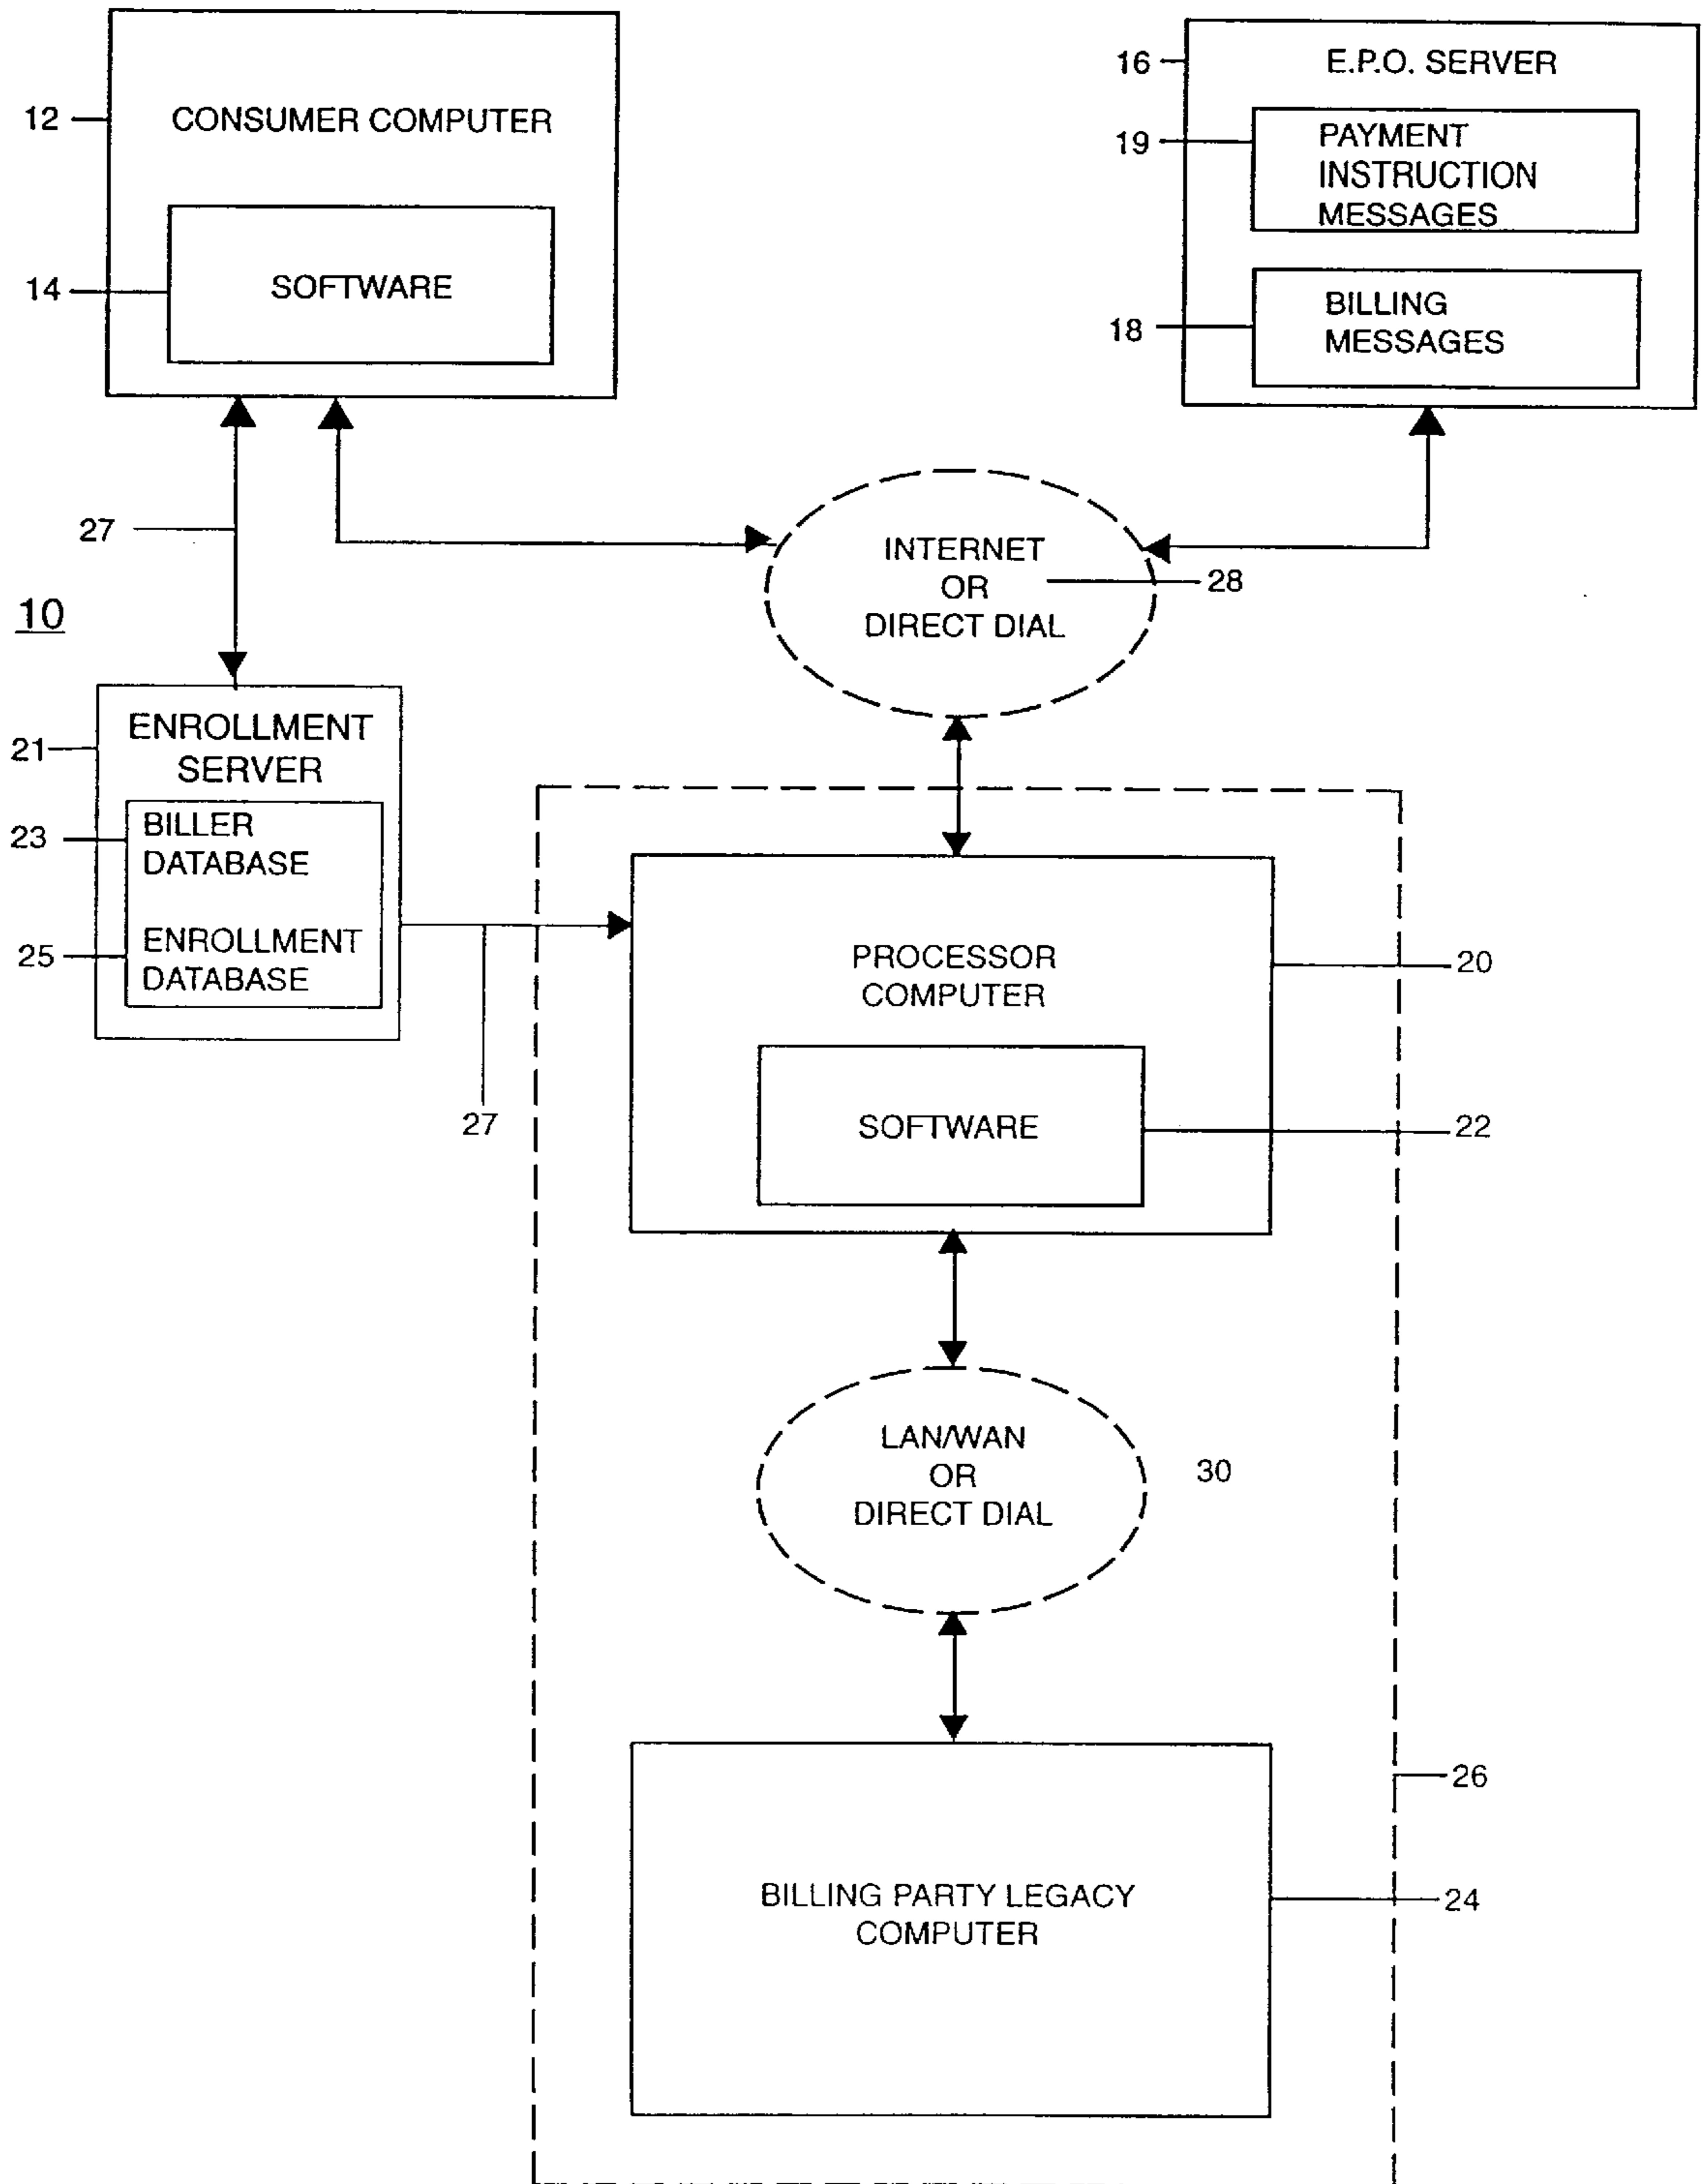 12
CONSUMER COMPUTER
14
SOFTWARE
16
E.P.O. SERVER
19
PAYMENT
INSTRUCTION
MESSAGES
18
BILLING
MESSAGES
27
INTERNET
OR
DIRECT DIAL
28
10
21
ENROLLMENT
SERVER
23
BILLER
DATABASE
25
ENROLLMENT
DATABASE
27
PROCESSOR
COMPUTER
20
SOFTWARE
22
LAN/WAN
OR
DIRECT DIAL
30
26
BILLING PARTY LEGACY
COMPUTER
24